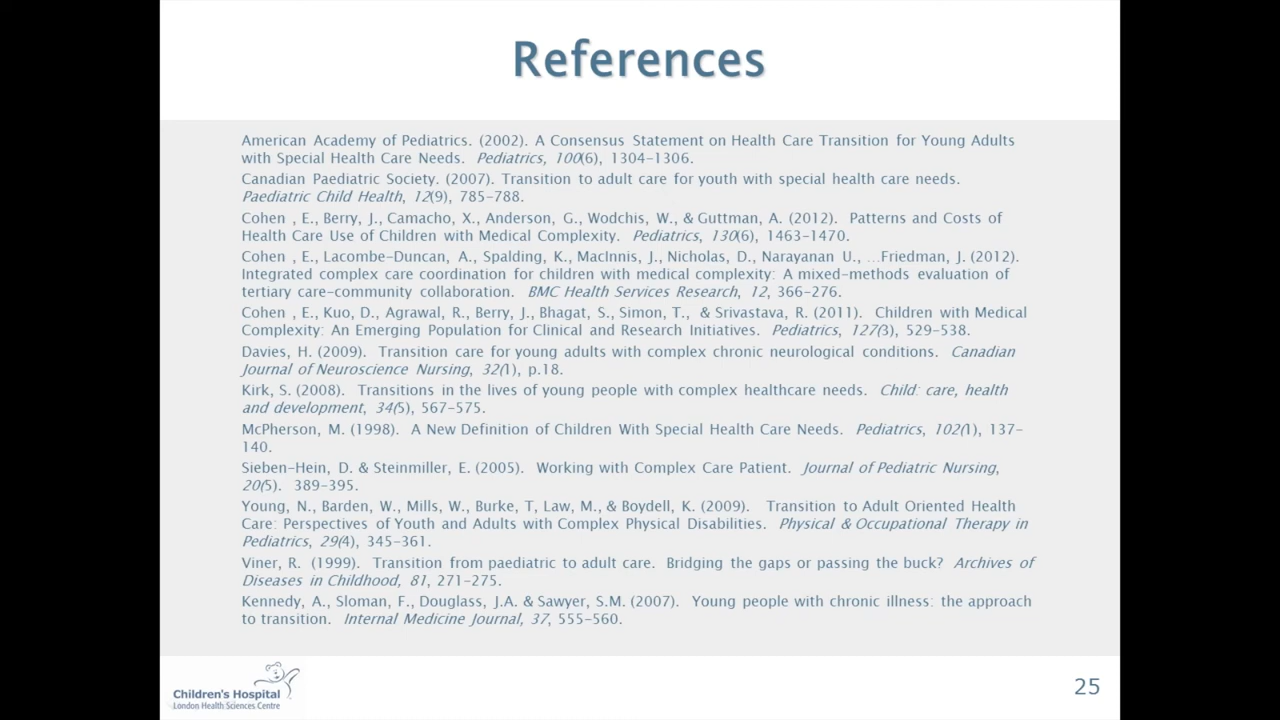 References
American Academy of Pediatrics. (2002). A Consensus Statement on Health Care Transition for Young Adults
with Special Health Care Needs. Pediatrics, 100(6), 1304-1306.
Canadian Paediatric Society. (2007). Transition to adult care for youth with special health care needs.
Paediatric Child Health, 12(9), 785-788.
Cohen , E., Berry, J., Camacho, X., Anderson, G., Wodchis, W., & Guttman, A. (2012). Patterns and Costs of
Health Care Use of Children with Medical Complexity. Pediatrics, 130(6), 1463-1470.
Cohen , E., Lacombe-Duncan, A., Spalding, K., MacInnis, J., Nicholas, D., Narayanan U., …Friedman, J. (2012).
Integrated complex care coordination for children with medical complexity: A mixed-methods evaluation of
tertiary care-community collaboration. BMC Health Services Research, 12, 366-276.
Cohen , E., Kuo, D., Agrawal, R., Berry, J., Bhagat, S., Simon, T., & Srivastava, R. (2011). Children with Medical
Complexity: An Emerging Population for Clinical and Research Initiatives. Pediatrics, 127(3), 529-538.
Davies, H. (2009). Transition care for young adults with complex chronic neurological conditions. Canadian
Journal of Neuroscience Nursing, 32(1), p.18.
Kirk, S. (2008). Transitions in the lives of young people with complex healthcare needs. Child: care, health
and development, 34(5), 567-575.
McPherson, M. (1998). A New Definition of Children With Special Health Care Needs. Pediatrics, 102(1), 137-
140.
Sieben-Hein, D. & Steinmiller, E. (2005). Working with Complex Care Patient. Journal of Pediatric Nursing,
20(5). 389-395.
Young, N., Barden, W., Mills, W., Burke, T, Law, M., & Boydell, K. (2009). Transition to Adult Oriented Health
Care: Perspectives of Youth and Adults with Complex Physical Disabilities. Physical & Occupational Therapy in
Pediatrics, 29(4), 345-361.
Viner, R. (1999). Transition from paediatric to adult care. Bridging the gaps or passing the buck? Archives of
Diseases in Childhood, 81, 271-275.
Kennedy, A., Sloman, F., Douglass, J.A. & Sawyer, S.M. (2007). Young people with chronic illness: the approach
to transition. Internal Medicine Journal, 37, 555-560.
Children's Hospital
London Health Sciences Centre
25